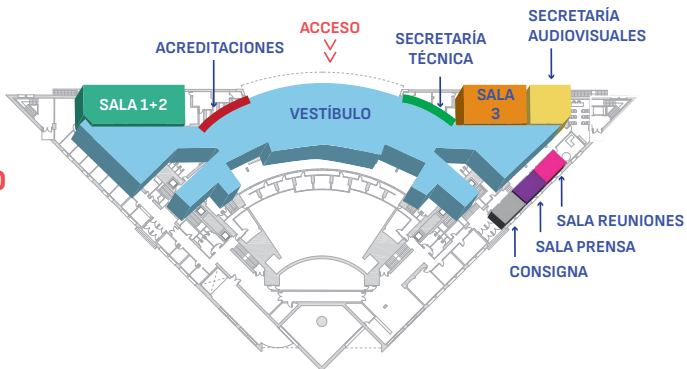 SECRETARÍA
AUDIOVISUALES
ACCESO
SECRETARÍA
TÉCNICA
ACREDITACIONES
SALA 1+2
VESTÍBULO
SALA
3
SALA REUNIONES
SALA PRENSA
CONSIGNA